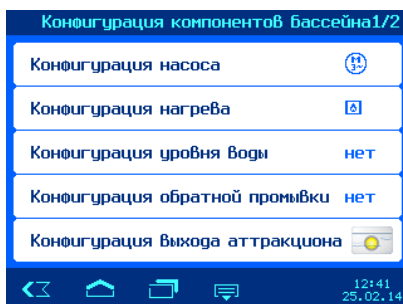 Конфигурация компонентов бассейна1/2
Конфигурация насоса M 3~
Конфигурация нагрева
Конфигурация уровня воды нет
Конфигурация обратной промывки нет
Конфигурация выхода аттракциона
12:41
25.02.14